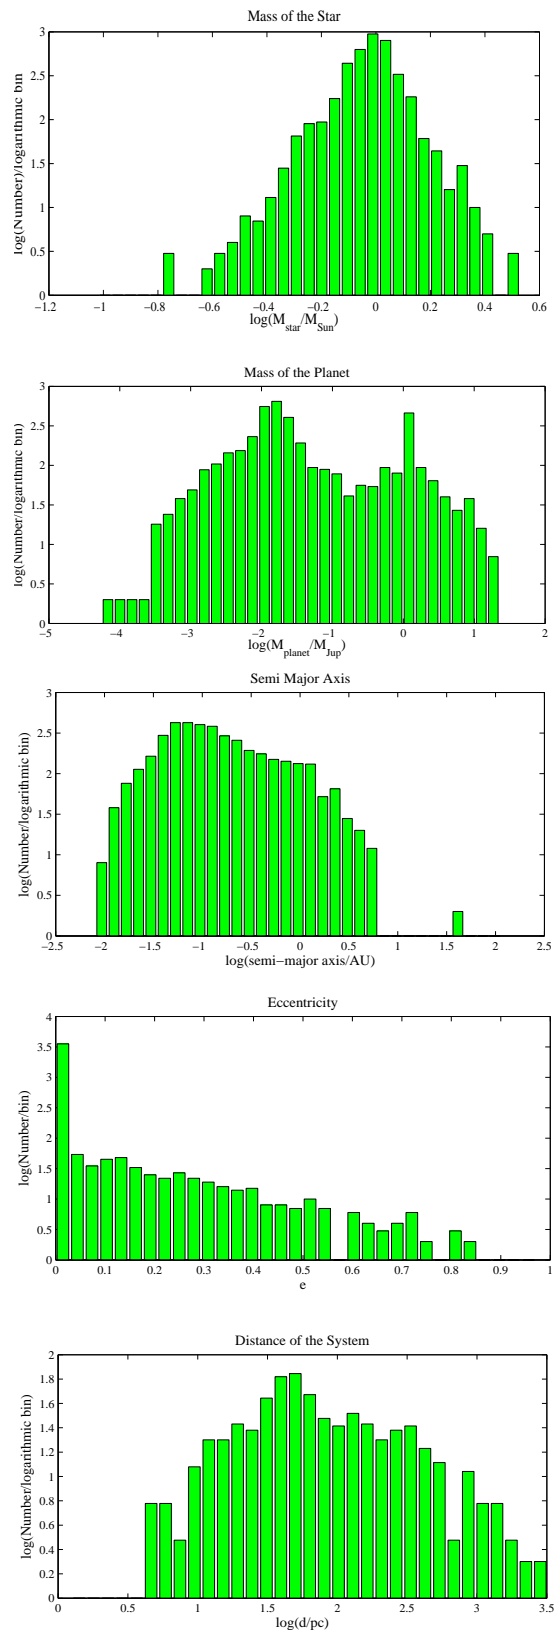 Mass of the Star
log(Number)/logarithmic bin
3
2.5
2
1.5
1
0.5
0
−1.2 −1 −0.8 −0.6 −0.4 −0.2 0 0.2 0.4 0.6
log(M_star/M_Sun)
Mass of the Planet
log(Number/logarithmic bin)
3
2.5
2
1.5
1
0.5
0
−5 −4 −3 −2 −1 0 1 2
log(M_planet/M_Jup)
Semi Major Axis
log(Number/logarithmic bin)
3
2.5
2
1.5
1
0.5
0
−2.5 −2 −1.5 −1 −0.5 0 0.5 1 1.5 2 2.5
log(semi−major axis/AU)
Eccentricity
log(Number/bin)
4
3.5
3
2.5
2
1.5
1
0.5
0
0 0.1 0.2 0.3 0.4 0.5 0.6 0.7 0.8 0.9 1
e
Distance of the System
log(Number/logarithmic bin)
2
1.8
1.6
1.4
1.2
1
0.8
0.6
0.4
0.2
0
0 0.5 1 1.5 2 2.5 3 3.5
log(d/pc)